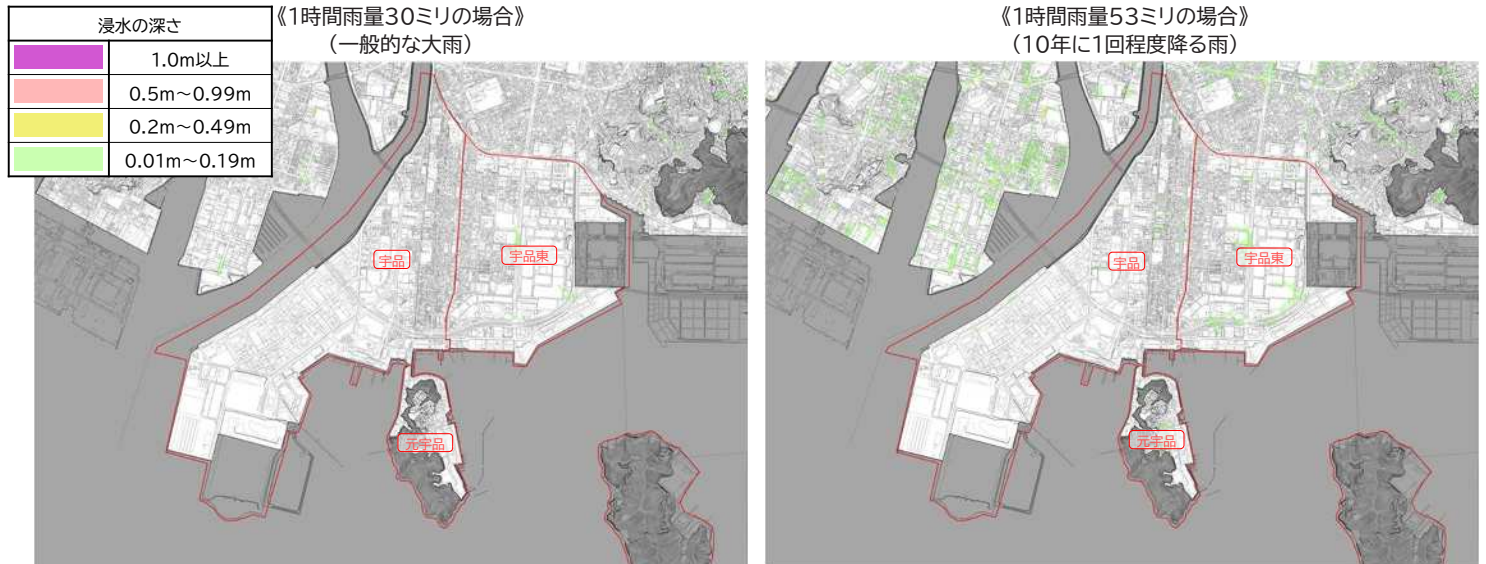 浸水の深さ
1.0m以上
0.5m～0.99m
0.2m～0.49m
0.01m～0.19m
《1時間雨量30ミリの場合》
（一般的な大雨）
宇品
宇品東
元宇品
《1時間雨量53ミリの場合》
（10年に1回程度降る雨）
宇品
宇品東
元宇品